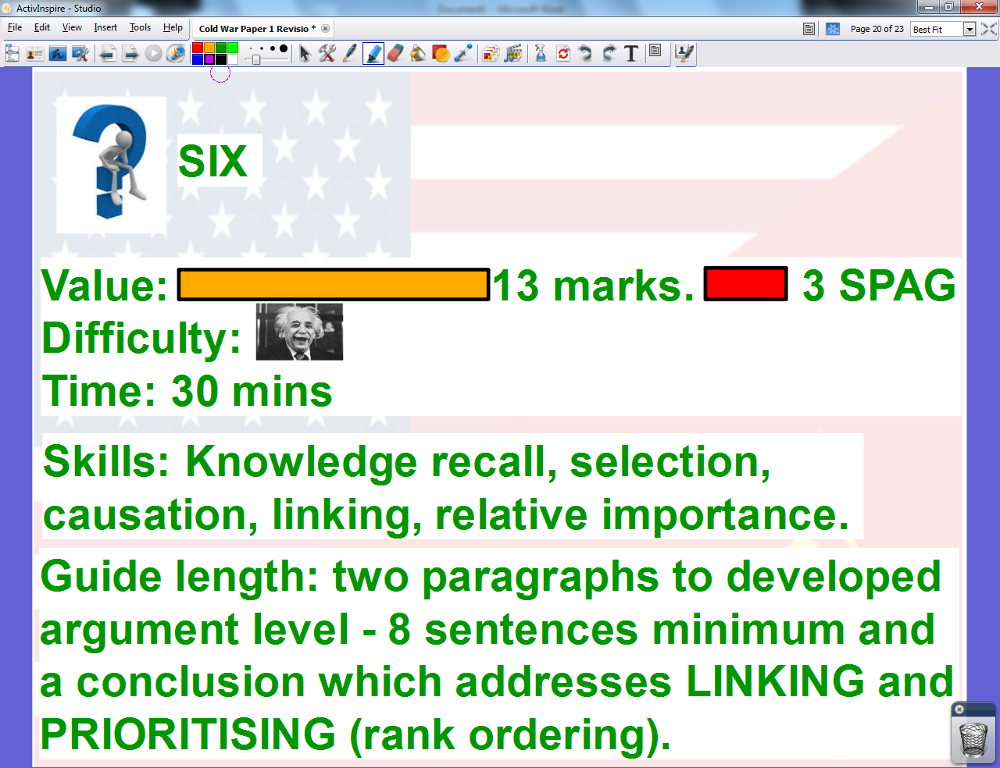 ActivInspire - Studio
File Edit View Insert Tools Help
Cold War Paper 1 Revisio *
Page 20 of 23
Best Fit
SIX
Value: 13 marks. 3 SPAG
Difficulty:
Time: 30 mins
Skills: Knowledge recall, selection,
causation, linking, relative importance.
Guide length: two paragraphs to developed
argument level - 8 sentences minimum and
a conclusion which addresses LINKING and
PRIORITISING (rank ordering).